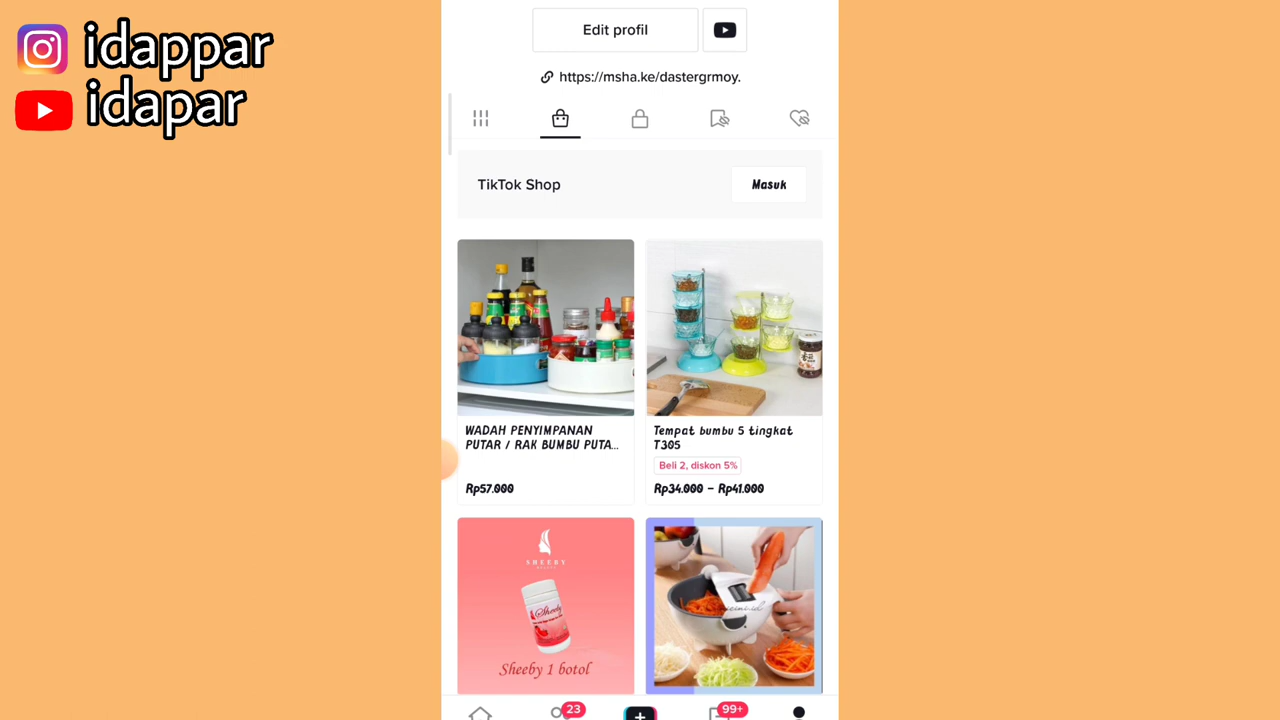 idappar
idapar
Edit profil
https://msha.ke/dastergrmoy.
TikTok Shop
Masuk
WADAH PENYIMPANAN
PUTAR / RAK BUMBU PUTA...
Rp57.000
Tempat bumbu 5 tingkat
T305
Beli 2, diskon 5%
Rp34.000 – Rp41.000
SHEEBY
Sheeby
Sheeby 1 botol
23
99+